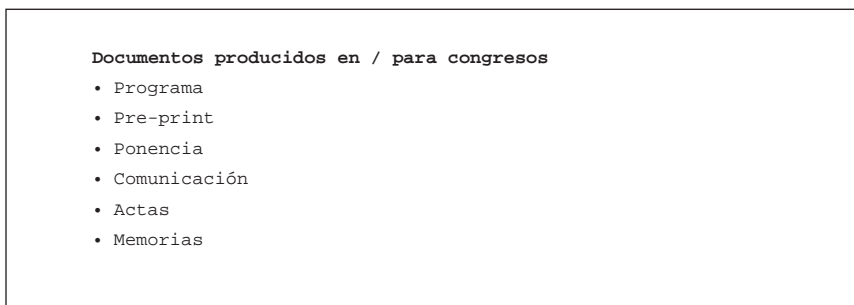 Documentos producidos en / para congresos
• Programa
• Pre-print
• Ponencia
• Comunicación
• Actas
• Memorias